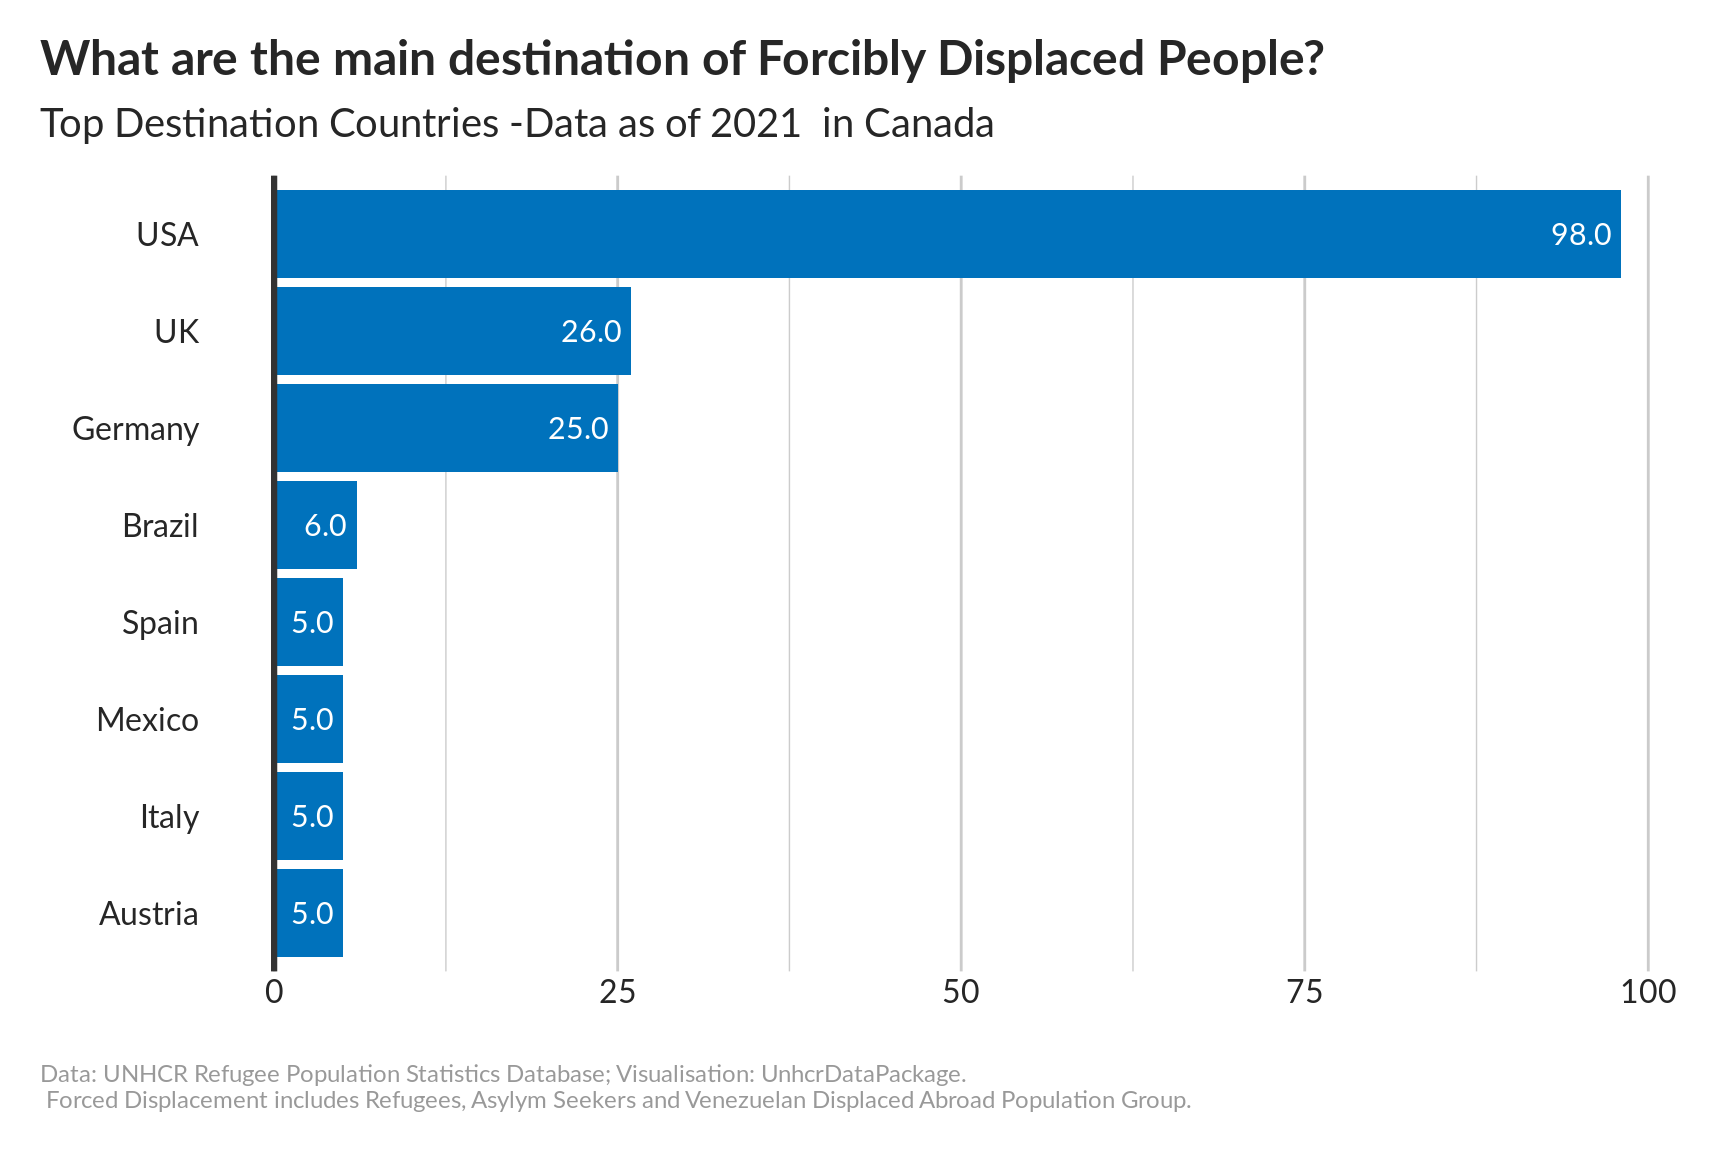 What are the main destination of Forcibly Displaced People?
Top Destination Countries -Data as of 2021  in Canada
USA 98.0
UK 26.0
Germany 25.0
Brazil 6.0
Spain 5.0
Mexico 5.0
Italy 5.0
Austria 5.0
0 25 50 75 100
Data: UNHCR Refugee Population Statistics Database; Visualisation: UnhcrDataPackage.
Forced Displacement includes Refugees, Asylym Seekers and Venezuelan Displaced Abroad Population Group.